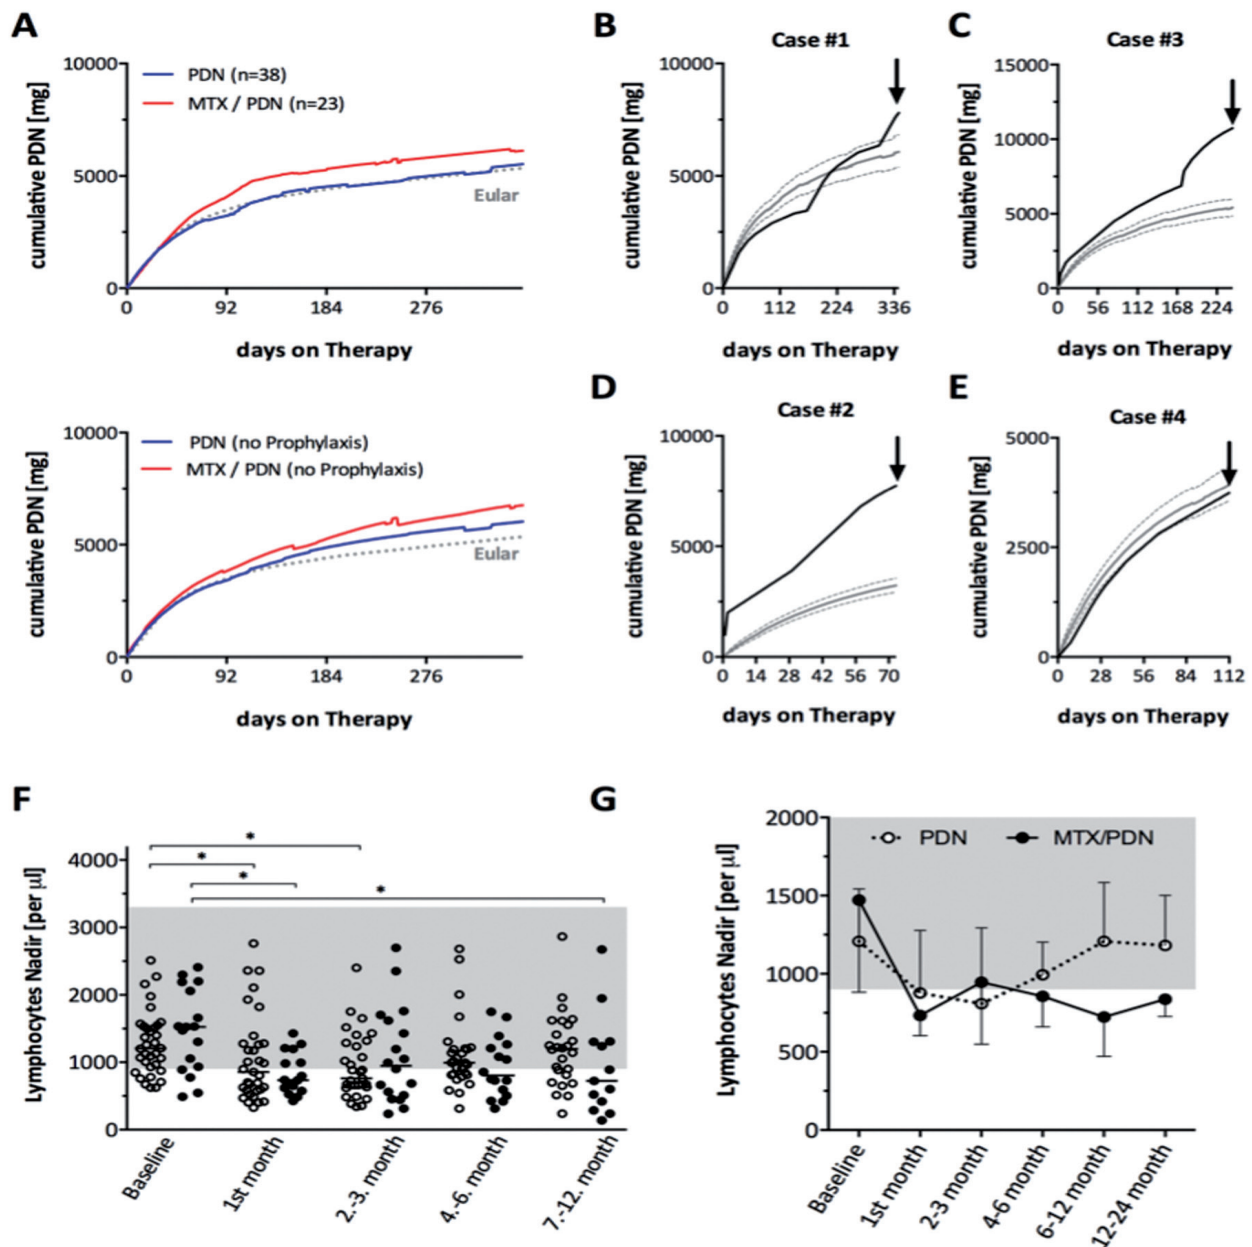 A
10000
5000
0
cumulative PDN [mg]
PDN (n=38)
MTX / PDN (n=23)
Eular
0 92 184 276
days on Therapy
B
Case #1
10000
5000
0
cumulative PDN [mg]
0 112 224 336
days on Therapy
C
Case #3
15000
10000
5000
0
cumulative PDN [mg]
0 56 112 168 224
days on Therapy
10000
5000
0
cumulative PDN [mg]
PDN (no Prophylaxis)
MTX / PDN (no Prophylaxis)
Eular
0 92 184 276
days on Therapy
D
Case #2
10000
5000
0
cumulative PDN [mg]
0 14 28 42 56 70
days on Therapy
E
Case #4
5000
2500
0
cumulative PDN [mg]
0 28 56 84 112
days on Therapy
F
Lymphocytes Nadir [per µl]
4000
3000
2000
1000
0
*
*
*
*
Baseline
1st month
2.-3. month
4.-6. month
7.-12. month
G
Lymphocytes Nadir [per µl]
2000
1500
1000
500
0
PDN
MTX/PDN
Baseline
1st month
2-3 month
4-6 month
6-12 month
12-24 month